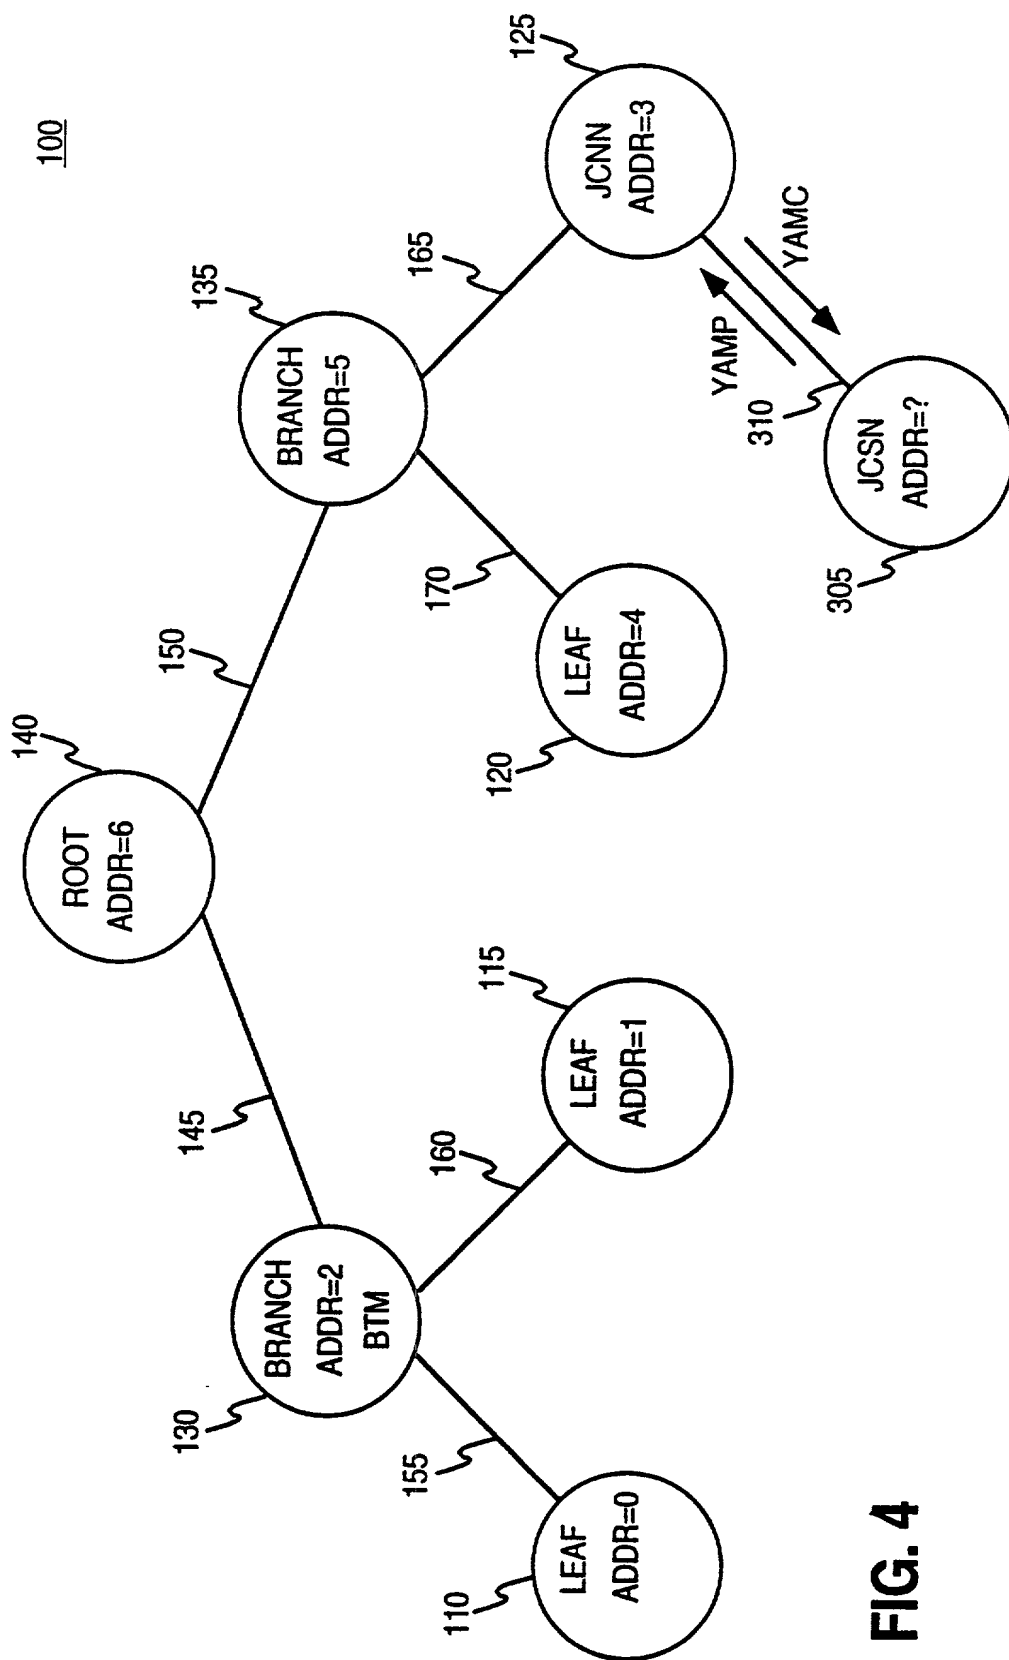 100
140
ROOT
ADDR=6
145
150
130
BRANCH
ADDR=2
BTM
135
BRANCH
ADDR=5
155
160
170
165
110
LEAF
ADDR=0
115
LEAF
ADDR=1
120
LEAF
ADDR=4
125
JCNN
ADDR=3
310
YAMP
YAMC
305
JCSN
ADDR=?
FIG. 4